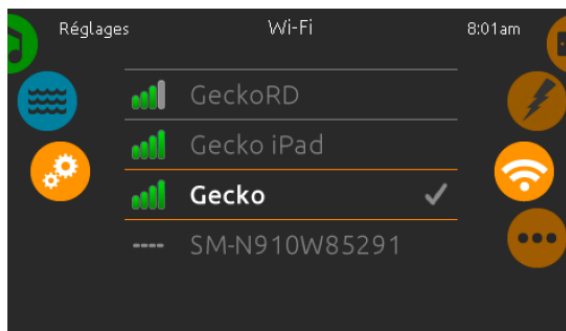 Réglages Wi-Fi 8:01am
GeckoRD
Gecko iPad
Gecko
---- SM-N910W85291